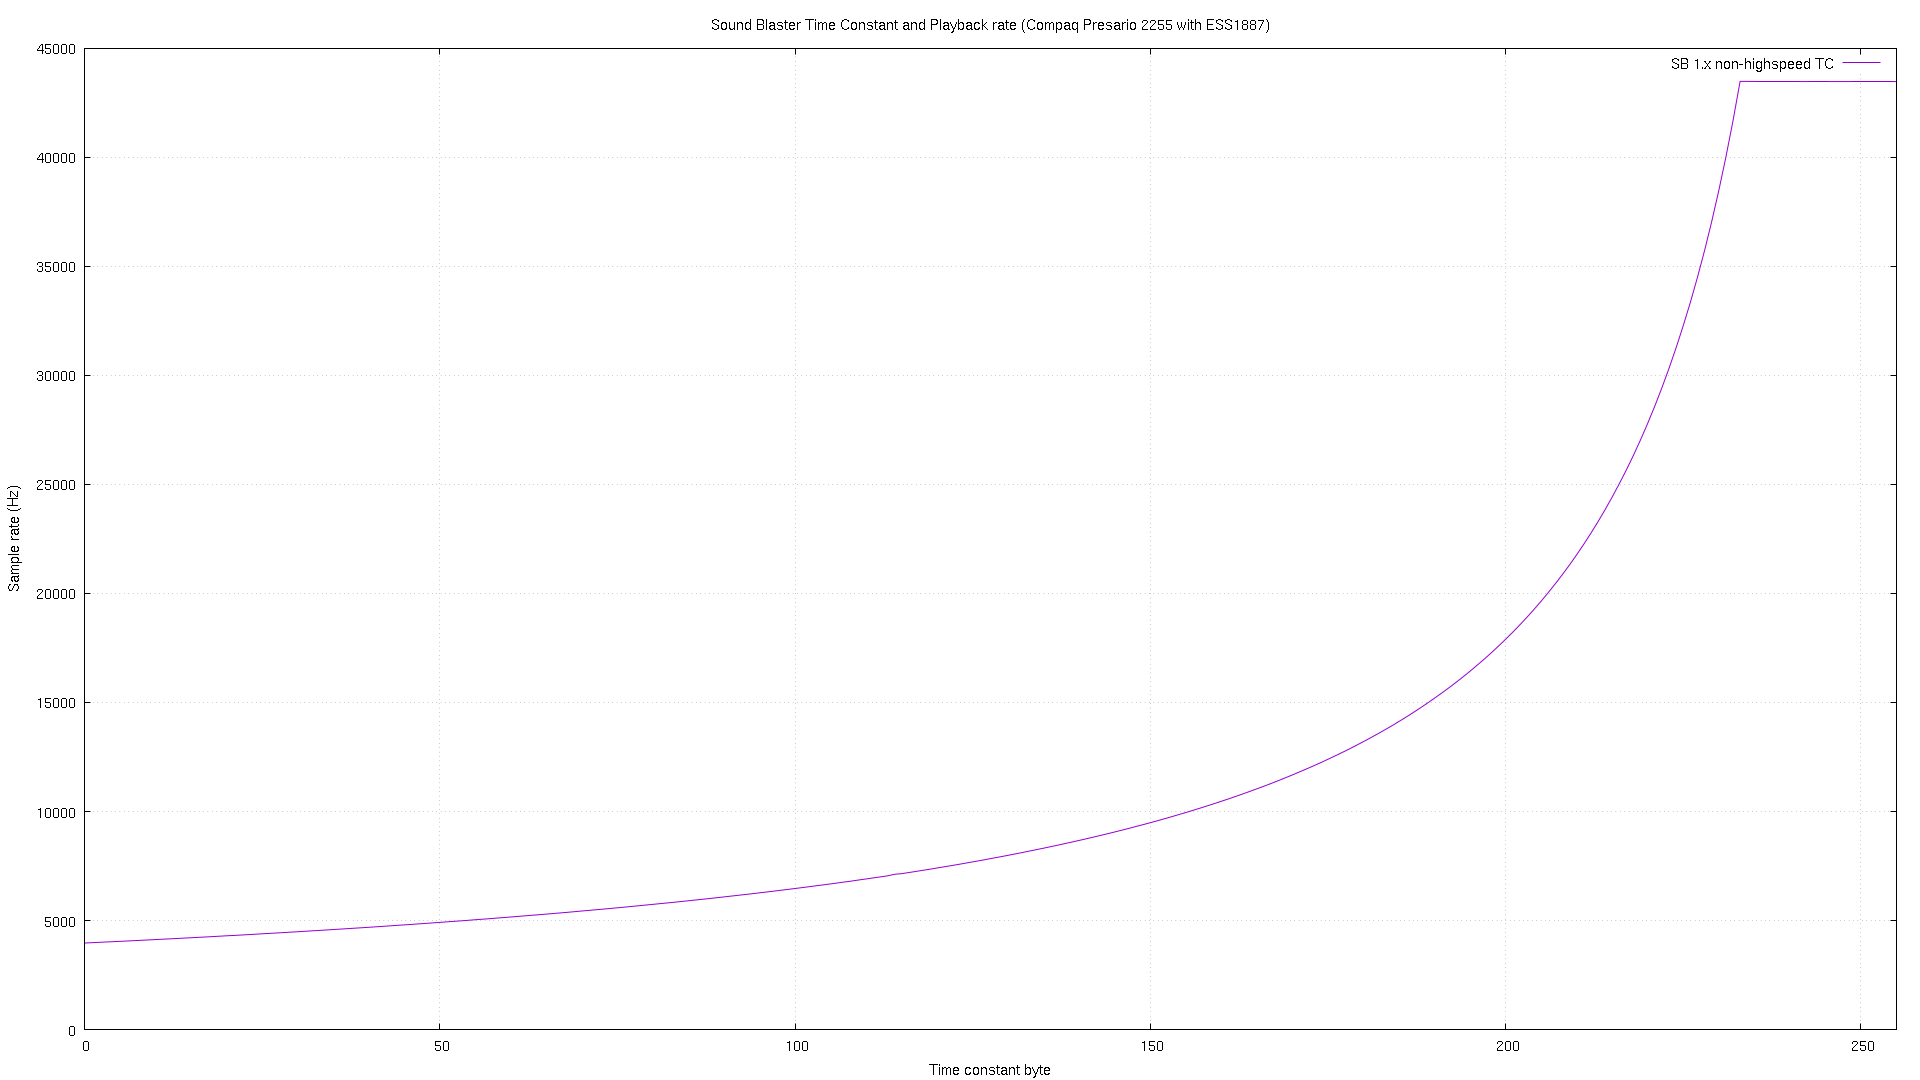 Sound Blaster Time Constant and Playback rate (Compaq Presario 2255 with ESS1887)
SB 1.x non-highspeed TC
45000
40000
35000
30000
25000
20000
15000
10000
5000
0
Sample rate (Hz)
0 50 100 150 200 250
Time constant byte